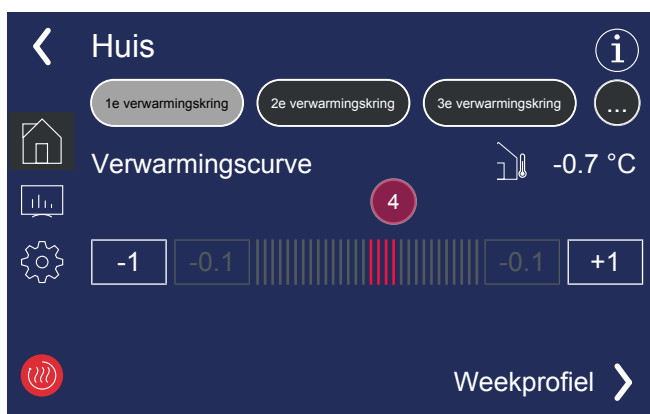 Huis
i
1e verwarmingskring 2e verwarmingskring 3e verwarmingskring ...
Verwarmingscurve -0.7 °C
4
-1 -0.1 -0.1 +1
Weekprofiel